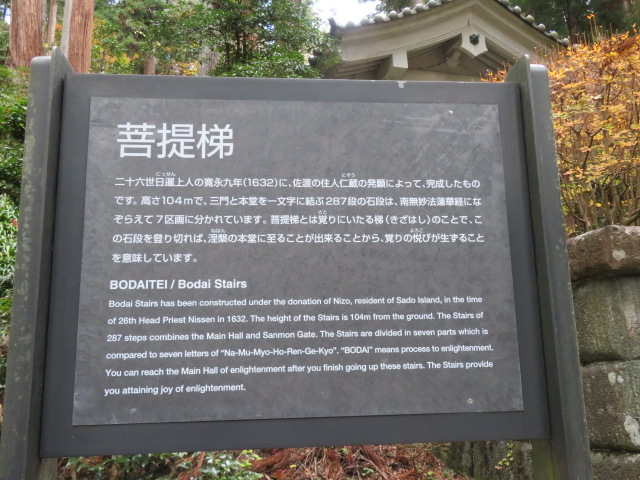 菩提梯
二十六世日暹上人の寛永九年(1632)に、佐渡の住人仁蔵の発願によって、完成したもの
です。高さ104mで、三門と本堂を一文字に結ぶ287段の石段は、南無妙法蓮華経にな
ぞらえて7区画に分かれています。菩提梯とは覚りにいたる梯(きざはし)のことで、こ
の石段を登り切れば、涅槃の本堂に至ることが出来ることから、覚りの悦びが生ずること
を意味しています。
BODAITEI / Bodai Stairs
Bodai Stairs has been constructed under the donation of Nizo, resident of Sado Island, in the time
of 26th Head Priest Nissen in 1632. The height of the Stairs is 104m from the ground. The Stairs of
287 steps combines the Main Hall and Sanmon Gate. The Stairs are divided in seven parts which is
compared to seven letters of "Na-Mu-Myo-Ho-Ren-Ge-Kyo". "BODAI" means process to enlightenment.
You can reach the Main Hall of enlightenment after you finish going up these stairs. The Stairs provide
you attaining joy of enlightenment.